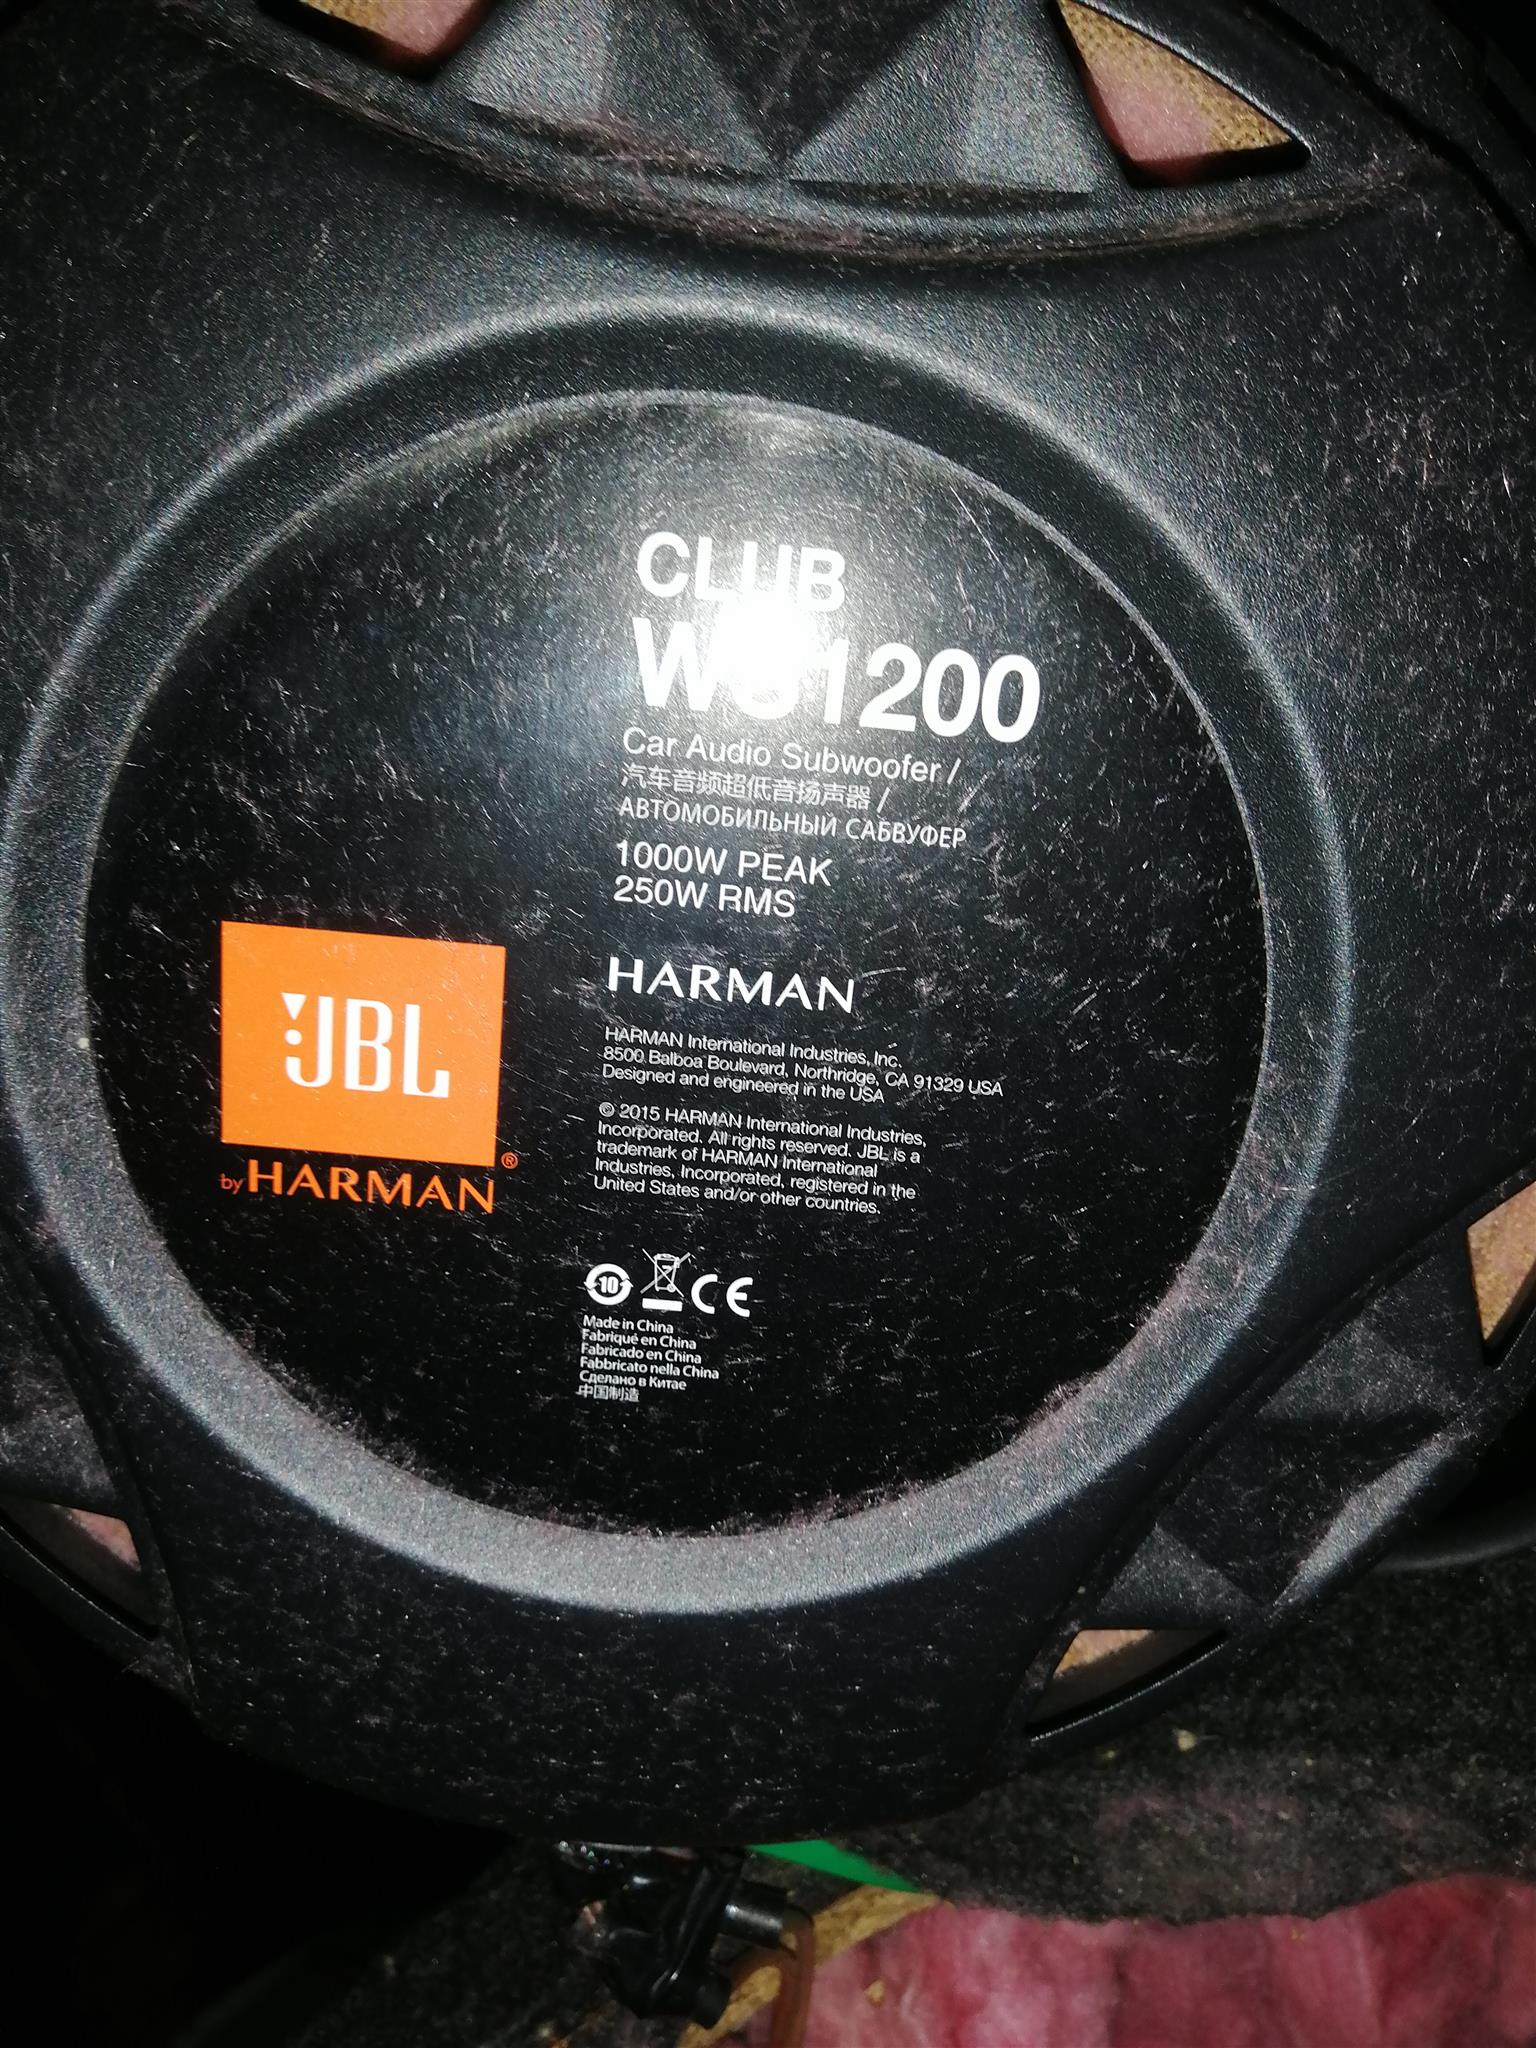 CLUB
WS1200
Car Audio Subwoofer /
汽车音频超低音扬声器 /
АВТОМОБИЛЬНЫЙ САБВУФЕР
1000W PEAK
250W RMS
HARMAN
HARMAN International Industries, Inc.
8500 Balboa Boulevard, Northridge, CA 91329 USA
Designed and engineered in the USA
© 2015 HARMAN International Industries,
Incorporated. All rights reserved. JBL is a
trademark of HARMAN International
Industries, Incorporated, registered in the
United States and/or other countries.
JBL
®
by HARMAN
10
CE
Made in China
Fabriqué en China
Fabricado en China
Fabbricato nella China
Сделано в Китае
中国制造